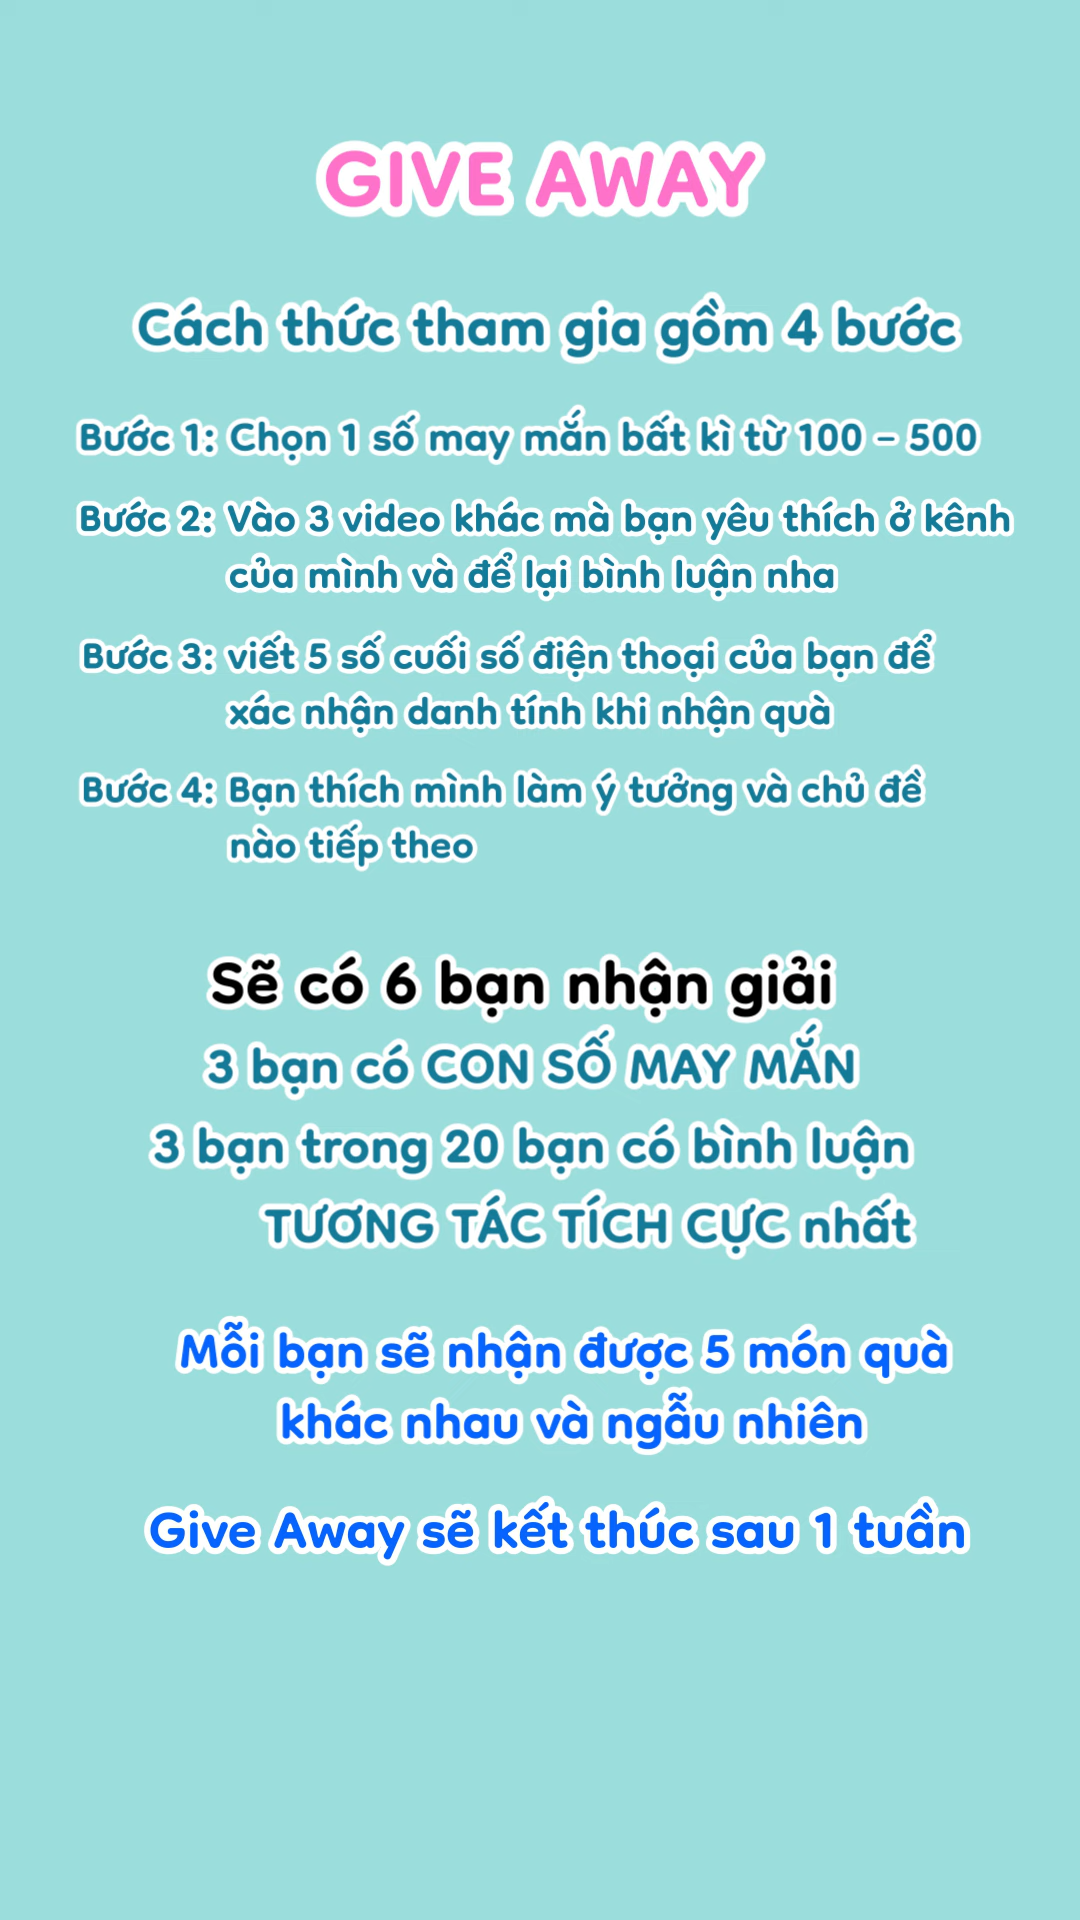 GIVE AWAY
Cách thức tham gia gồm 4 bước
Bước 1: Chọn 1 số may mắn bất kì từ 100 – 500
Bước 2: Vào 3 video khác mà bạn yêu thích ở kênh
của mình và để lại bình luận nha
Bước 3: viết 5 số cuối số điện thoại của bạn để
xác nhận danh tính khi nhận quà
Bước 4: Bạn thích mình làm ý tưởng và chủ đề
nào tiếp theo
Sẽ có 6 bạn nhận giải
3 bạn có CON SỐ MAY MẮN
3 bạn trong 20 bạn có bình luận
TƯƠNG TÁC TÍCH CỰC nhất
Mỗi bạn sẽ nhận được 5 món quà
khác nhau và ngẫu nhiên
Give Away sẽ kết thúc sau 1 tuần